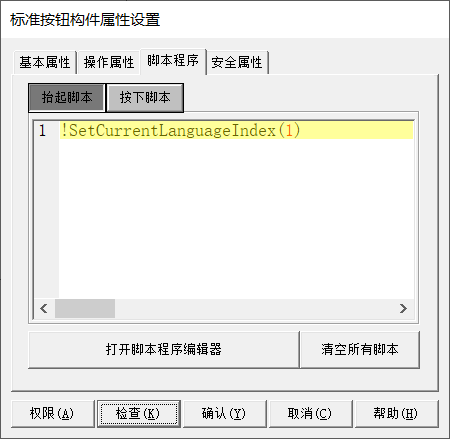 标准按钮构件属性设置
基本属性 操作属性 脚本程序 安全属性
抬起脚本 按下脚本
1 !SetCurrentLanguageIndex(1)
打开脚本程序编辑器 清空所有脚本
权限(A) 检查(K) 确认(Y) 取消(C) 帮助(H)